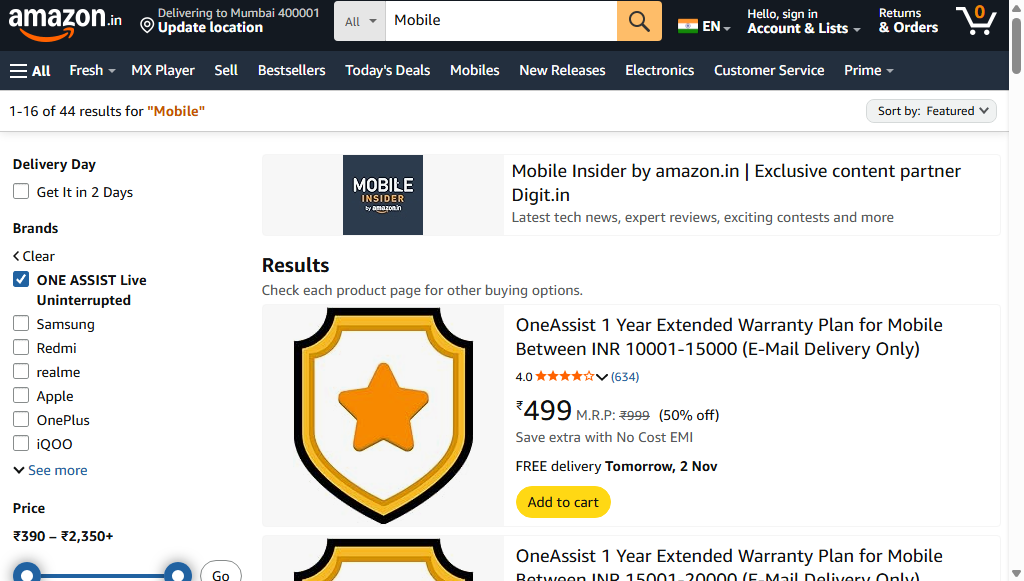 amazon.in
Delivering to Mumbai 400001
Update location
All
Mobile
EN
Hello, sign in
Account & Lists
Returns
& Orders
0
All
Fresh
MX Player
Sell
Bestsellers
Today's Deals
Mobiles
New Releases
Electronics
Customer Service
Prime
1-16 of 44 results for "Mobile"
Sort by: Featured
Delivery Day
Get It in 2 Days
Brands
Clear
ONE ASSIST Live
Uninterrupted
Samsung
Redmi
realme
Apple
OnePlus
iQOO
See more
Price
₹390 – ₹2,350+
Go
MOBILE
INSIDER
by amazon.in
Mobile Insider by amazon.in | Exclusive content partner
Digit.in
Latest tech news, expert reviews, exciting contests and more
Results
Check each product page for other buying options.
OneAssist 1 Year Extended Warranty Plan for Mobile
Between INR 10001-15000 (E-Mail Delivery Only)
4.0 (634)
₹499 M.R.P: ₹999 (50% off)
Save extra with No Cost EMI
FREE delivery Tomorrow, 2 Nov
Add to cart
OneAssist 1 Year Extended Warranty Plan for Mobile
Between INR 15001-20000 (E-Mail Delivery Only)